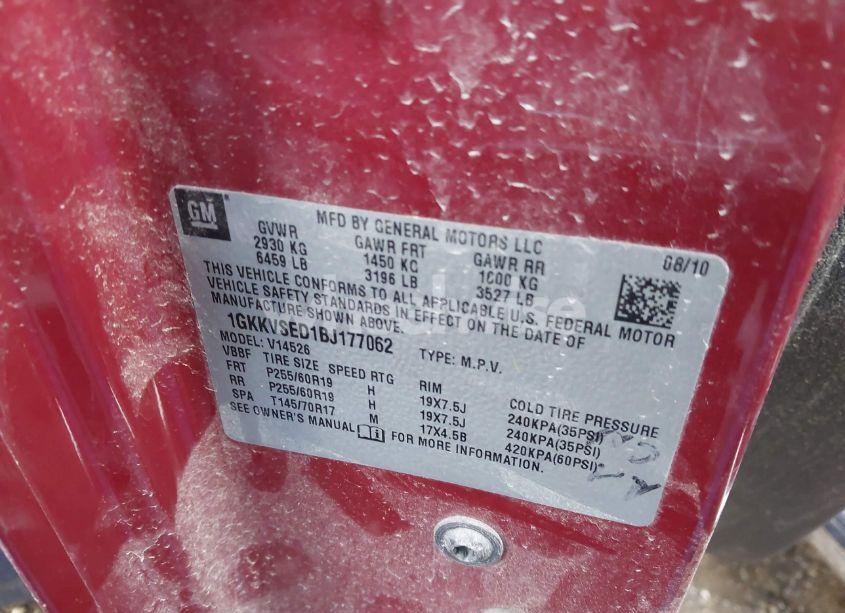 GM
MFD BY GENERAL MOTORS LLC
08/10
GVWR GAWR FRT GAWR RR
2930 KG 1450 KG 1600 KG
6459 LB 3196 LB 3527 LB
THIS VEHICLE CONFORMS TO ALL APPLICABLE U.S. FEDERAL MOTOR
VEHICLE SAFETY STANDARDS IN EFFECT ON THE DATE OF
MANUFACTURE SHOWN ABOVE.
1GKKVSED1BJ177062
MODEL: V14526 TYPE: M.P.V.
VBBF TIRE SIZE SPEED RTG RIM COLD TIRE PRESSURE
FRT P255/60R19 H 19X7.5J 240KPA(35PSI)
RR P255/60R19 H 19X7.5J 240KPA(35PSI)
SPA T145/70R17 M 17X4.5B 420KPA(60PSI)
SEE OWNER'S MANUAL FOR MORE INFORMATION.